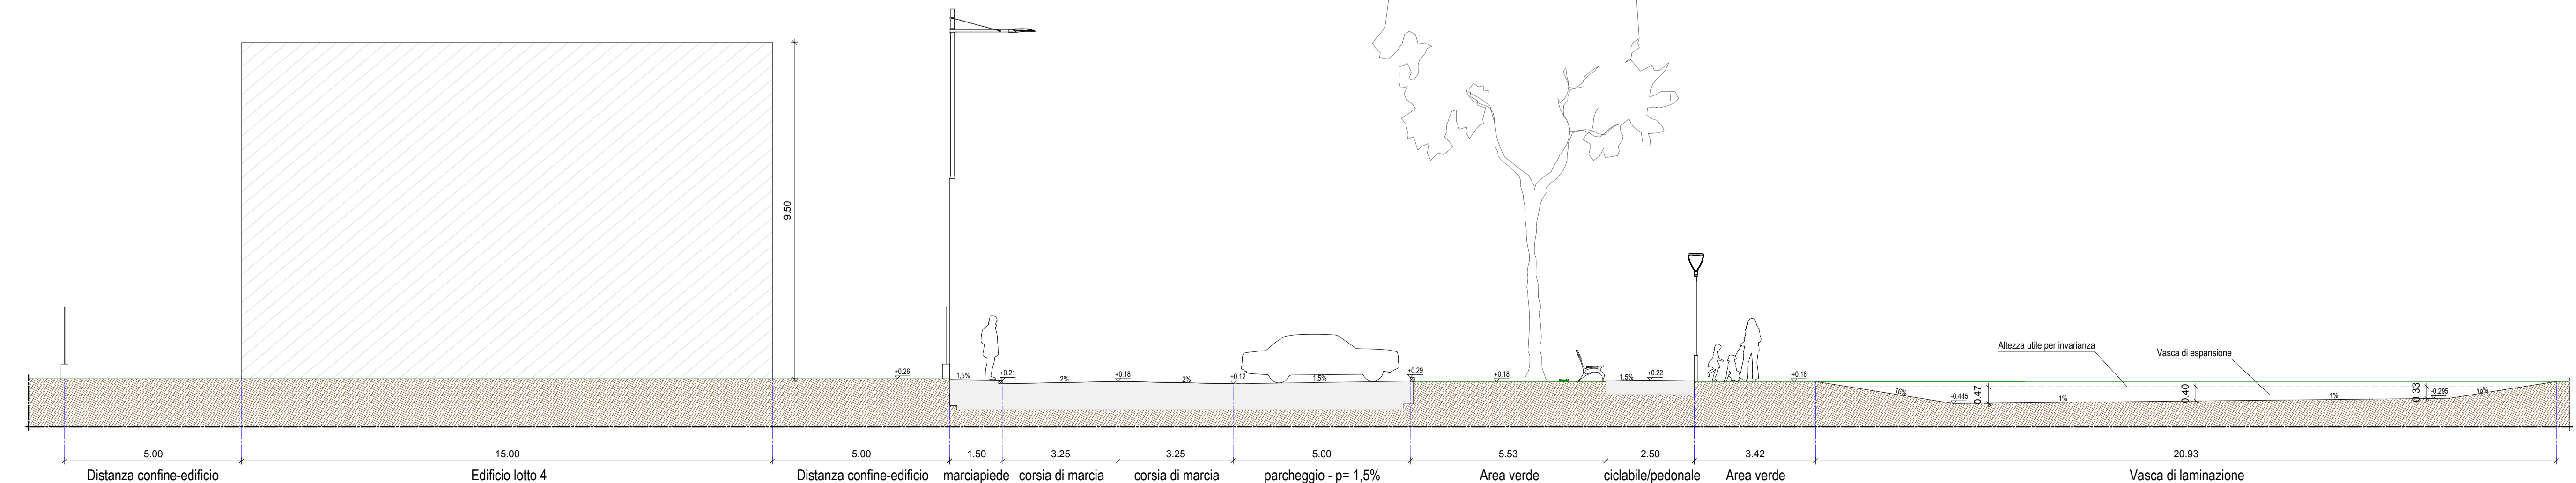 9.50
Altezza utile per invarianza
Vasca di espansione
+0.26
1,5%
+0.21
2%
+0.18
2%
+0.12
1,5%
+0.29
+0.18
1,5%
+0.22
+0.18
16%
-0.445
0.47
1%
0.40
1%
0.33
-0.295
16%
5.00
15.00
5.00
1.50
3.25
3.25
5.00
5.53
2.50
3.42
20.93
Distanza confine-edificio
Edificio lotto 4
Distanza confine-edificio
marciapiede
corsia di marcia
corsia di marcia
parcheggio - p= 1,5%
Area verde
ciclabile/pedonale
Area verde
Vasca di laminazione